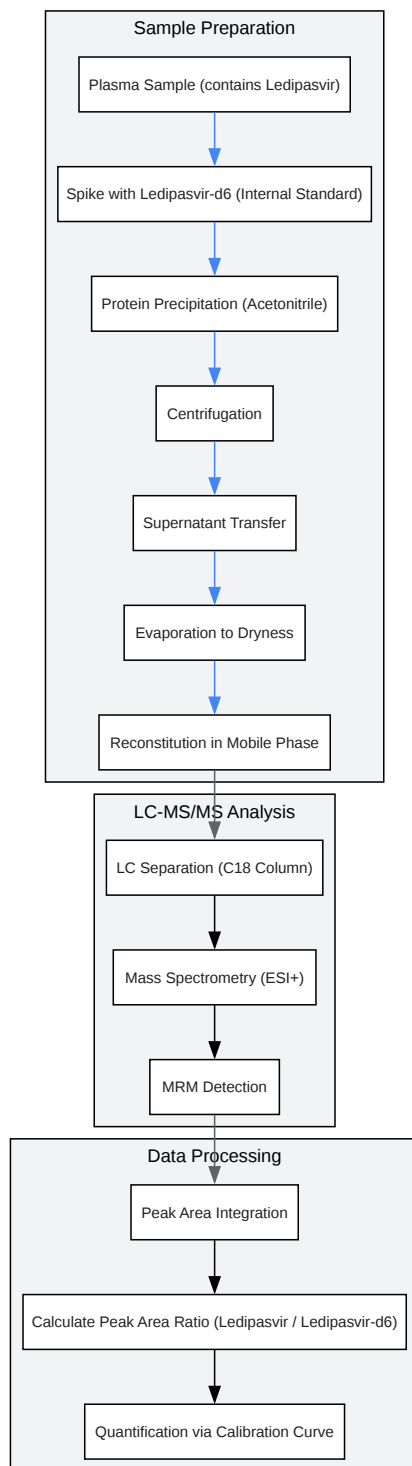 Sample Preparation
Plasma Sample (contains Ledipasvir)
Spike with Ledipasvir-d6 (Internal Standard)
Protein Precipitation (Acetonitrile)
Centrifugation
Supernatant Transfer
Evaporation to Dryness
Reconstitution in Mobile Phase
LC-MS/MS Analysis
LC Separation (C18 Column)
Mass Spectrometry (ESI+)
MRM Detection
Data Processing
Peak Area Integration
Calculate Peak Area Ratio (Ledipasvir / Ledipasvir-d6)
Quantification via Calibration Curve